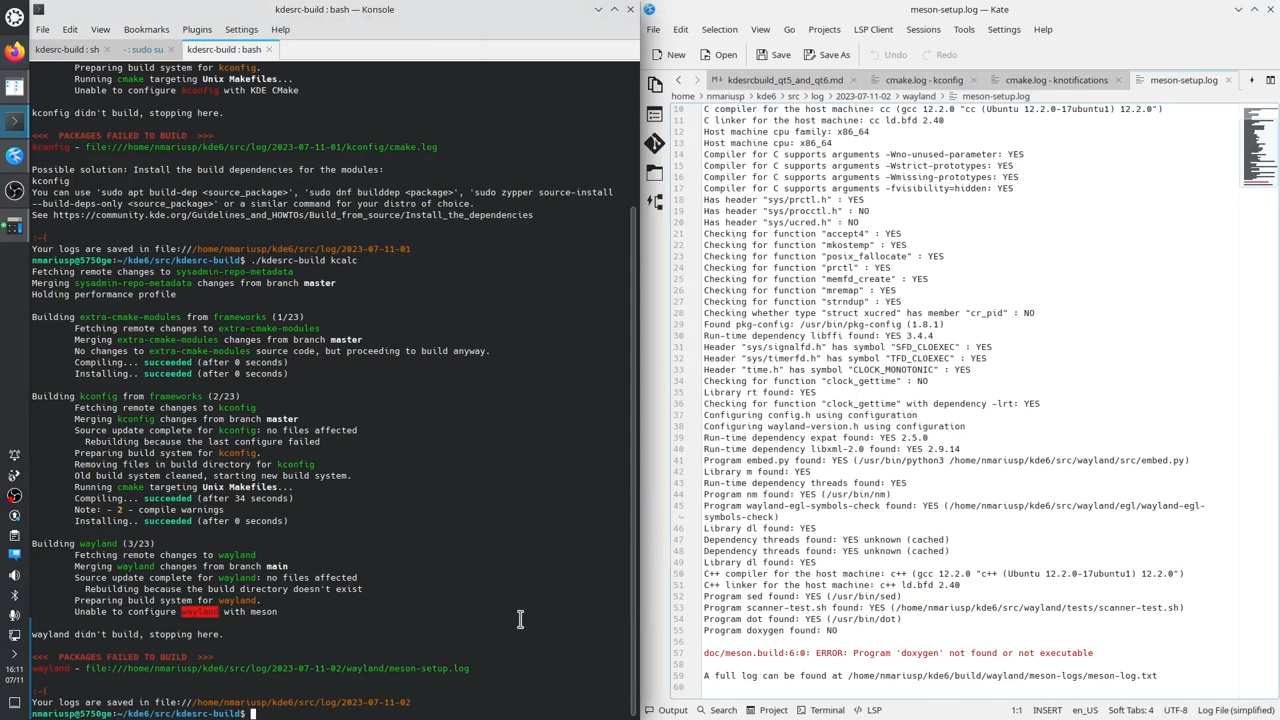 kdesrc-build : bash — Konsole
File Edit View Bookmarks Plugins Settings Help
kdesrc-build : sh - : sudo su kdesrc-build : bash
Preparing build system for kconfig.
Running cmake targeting Unix Makefiles...
Unable to configure kconfig with KDE CMake
kconfig didn't build, stopping here.
<<<  PACKAGES FAILED TO BUILD  >>>
kconfig - file:///home/nmariusp/kde6/src/log/2023-07-11-01/kconfig/cmake.log
Possible solution: Install the build dependencies for the modules:
kconfig
You can use 'sudo apt build-dep <source_package>', 'sudo dnf builddep <package>', 'sudo zypper source-install
--build-deps-only <source_package>' or a similar command for your distro of choice.
See https://community.kde.org/Guidelines_and_HOWTOs/Build_from_source/Install_the_dependencies
:-(
Your logs are saved in file:///home/nmariusp/kde6/src/log/2023-07-11-01
nmariusp@5750ge:~/kde6/src/kdesrc-build$ ./kdesrc-build kcalc
Fetching remote changes to sysadmin-repo-metadata
Merging sysadmin-repo-metadata changes from branch master
Holding performance profile
Building extra-cmake-modules from frameworks (1/23)
Fetching remote changes to extra-cmake-modules
Merging extra-cmake-modules changes from branch master
No changes to extra-cmake-modules source code, but proceeding to build anyway.
Compiling... succeeded (after 0 seconds)
Installing.. succeeded (after 0 seconds)
Building kconfig from frameworks (2/23)
Fetching remote changes to kconfig
Merging kconfig changes from branch master
Source update complete for kconfig: no files affected
Rebuilding because the last configure failed
Preparing build system for kconfig.
Removing files in build directory for kconfig
Old build system cleaned, starting new build system.
Running cmake targeting Unix Makefiles...
Compiling... succeeded (after 34 seconds)
Note: - 2 - compile warnings
Installing.. succeeded (after 0 seconds)
Building wayland (3/23)
Fetching remote changes to wayland
Merging wayland changes from branch main
Source update complete for wayland: no files affected
Rebuilding because the build directory doesn't exist
Preparing build system for wayland.
Unable to configure wayland with meson
wayland didn't build, stopping here.
<<<  PACKAGES FAILED TO BUILD  >>>
wayland - file:///home/nmariusp/kde6/src/log/2023-07-11-02/wayland/meson-setup.log
:-(
Your logs are saved in file:///home/nmariusp/kde6/src/log/2023-07-11-02
nmariusp@5750ge:~/kde6/src/kdesrc-build$
16:11
07/11
meson-setup.log — Kate
File Edit Selection View Go Projects LSP Client Sessions Tools Settings Help
New Open Save Save As Undo Redo
kdesrcbuild_qt5_and_qt6.md cmake.log - kconfig cmake.log - knotifications meson-setup.log
home nmariusp kde6 src log 2023-07-11-02 wayland meson-setup.log
10 C compiler for the host machine: cc (gcc 12.2.0 "cc (Ubuntu 12.2.0-17ubuntu1) 12.2.0")
11 C linker for the host machine: cc ld.bfd 2.40
12 Host machine cpu family: x86_64
13 Host machine cpu: x86_64
14 Compiler for C supports arguments -Wno-unused-parameter: YES
15 Compiler for C supports arguments -Wstrict-prototypes: YES
16 Compiler for C supports arguments -Wmissing-prototypes: YES
17 Compiler for C supports arguments -fvisibility=hidden: YES
18 Has header "sys/prctl.h" : YES
19 Has header "sys/procctl.h" : NO
20 Has header "sys/ucred.h" : NO
21 Checking for function "accept4" : YES
22 Checking for function "mkostemp" : YES
23 Checking for function "posix_fallocate" : YES
24 Checking for function "prctl" : YES
25 Checking for function "memfd_create" : YES
26 Checking for function "mremap" : YES
27 Checking for function "strndup" : YES
28 Checking whether type "struct xucred" has member "cr_pid" : NO
29 Found pkg-config: /usr/bin/pkg-config (1.8.1)
30 Run-time dependency libffi found: YES 3.4.4
31 Header "sys/signalfd.h" has symbol "SFD_CLOEXEC" : YES
32 Header "sys/timerfd.h" has symbol "TFD_CLOEXEC" : YES
33 Header "time.h" has symbol "CLOCK_MONOTONIC" : YES
34 Checking for function "clock_gettime" : NO
35 Library rt found: YES
36 Checking for function "clock_gettime" with dependency -lrt: YES
37 Configuring config.h using configuration
38 Configuring wayland-version.h using configuration
39 Run-time dependency expat found: YES 2.5.0
40 Run-time dependency libxml-2.0 found: YES 2.9.14
41 Program embed.py found: YES (/usr/bin/python3 /home/nmariusp/kde6/src/wayland/src/embed.py)
42 Library m found: YES
43 Run-time dependency threads found: YES
44 Program nm found: YES (/usr/bin/nm)
45 Program wayland-egl-symbols-check found: YES (/home/nmariusp/kde6/src/wayland/egl/wayland-egl-
symbols-check)
46 Library dl found: YES
47 Dependency threads found: YES unknown (cached)
48 Dependency threads found: YES unknown (cached)
49 Library dl found: YES
50 C++ compiler for the host machine: c++ (gcc 12.2.0 "c++ (Ubuntu 12.2.0-17ubuntu1) 12.2.0")
51 C++ linker for the host machine: c++ ld.bfd 2.40
52 Program sed found: YES (/usr/bin/sed)
53 Program scanner-test.sh found: YES (/home/nmariusp/kde6/src/wayland/tests/scanner-test.sh)
54 Program dot found: YES (/usr/bin/dot)
55 Program doxygen found: NO
56
57 doc/meson.build:6:0: ERROR: Program 'doxygen' not found or not executable
58
59 A full log can be found at /home/nmariusp/kde6/build/wayland/meson-logs/meson-log.txt
60
Output Search Project Terminal LSP 1:1 INSERT en_US Soft Tabs: 4 UTF-8 Log File (simplified)